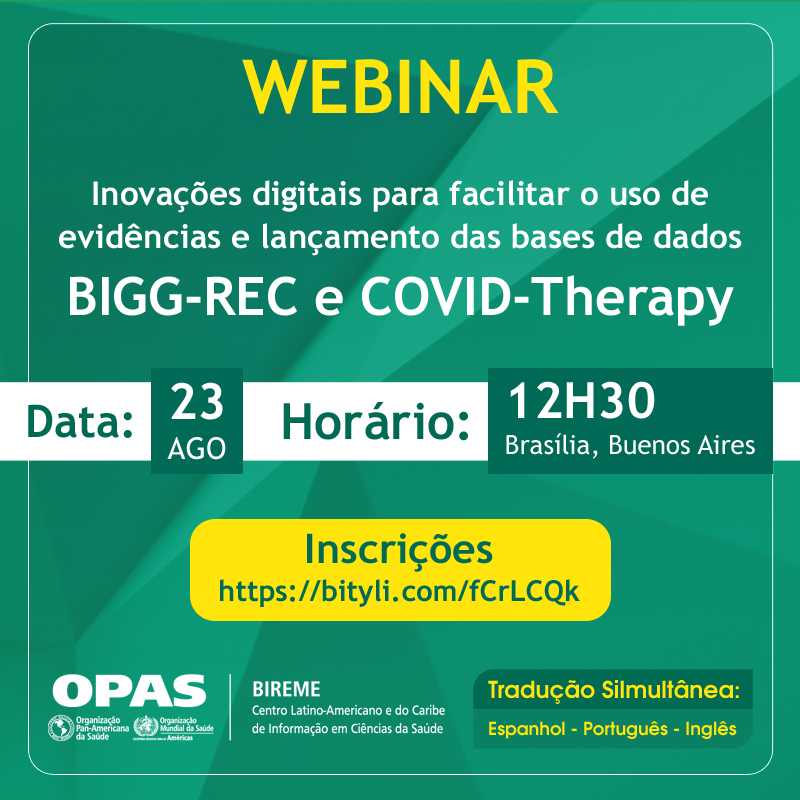 WEBINAR
Inovações digitais para facilitar o uso de
evidências e lançamento das bases de dados
BIGG-REC e COVID-Therapy
Data:
23
AGO
Horário:
12H30
Brasília, Buenos Aires
Inscrições
https://bityli.com/fCrLCQk
OPAS
Organização
Pan-Americana
da Saúde
Organização
Mundial da Saúde
Américas
BIREME
Centro Latino-Americano e do Caribe
de Informação em Ciências da Saúde
Tradução Silmultânea:
Espanhol - Português - Inglês